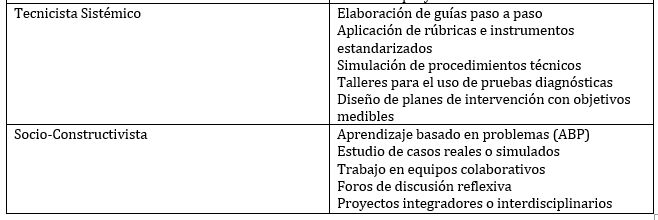 Tecnicista Sistémico
Elaboración de guías paso a paso
Aplicación de rúbricas e instrumentos
estandarizados
Simulación de procedimientos técnicos
Talleres para el uso de pruebas diagnósticas
Diseño de planes de intervención con objetivos
medibles
Socio-Constructivista
Aprendizaje basado en problemas (ABP)
Estudio de casos reales o simulados
Trabajo en equipos colaborativos
Foros de discusión reflexiva
Proyectos integradores o interdisciplinarios